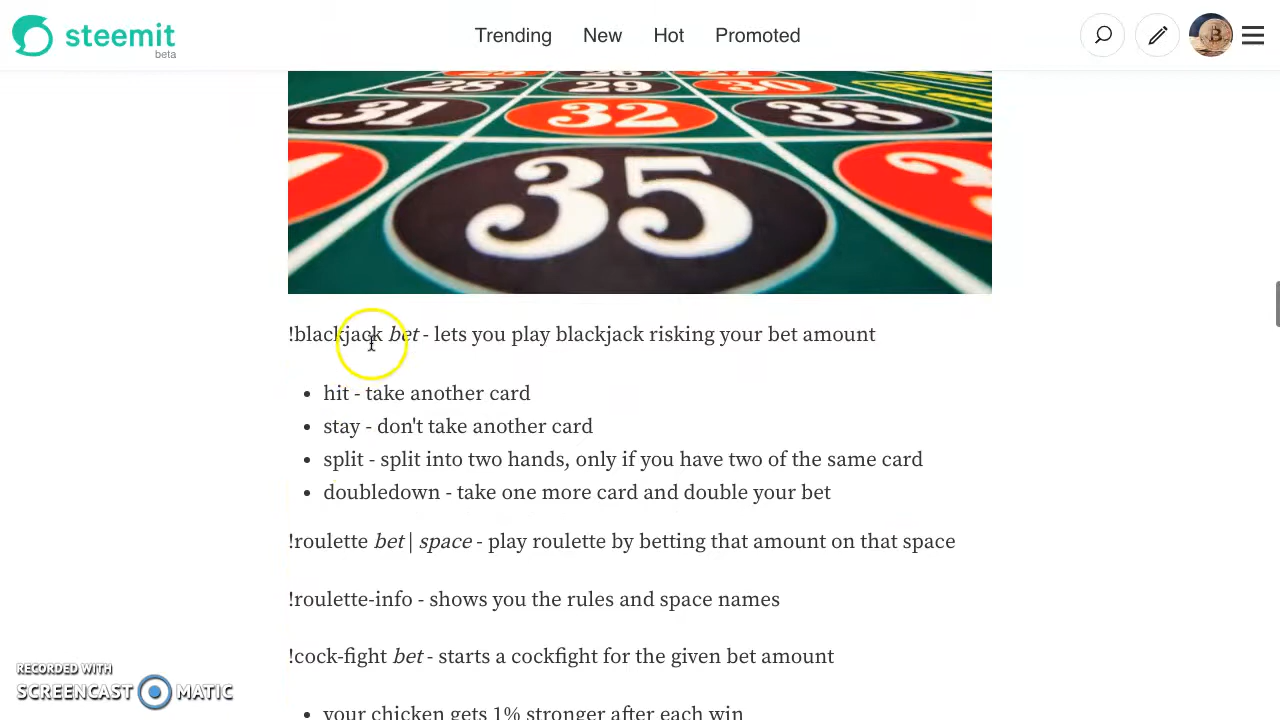 steemit
beta
Trending New Hot Promoted
28 29 30
31 32 33
35
!blackjack bet - lets you play blackjack risking your bet amount
• hit - take another card
• stay - don't take another card
• split - split into two hands, only if you have two of the same card
• doubledown - take one more card and double your bet
!roulette bet | space - play roulette by betting that amount on that space
!roulette-info - shows you the rules and space names
!cock-fight bet - starts a cockfight for the given bet amount
• your chicken gets 1% stronger after each win
RECORDED WITH
SCREENCAST MATIC